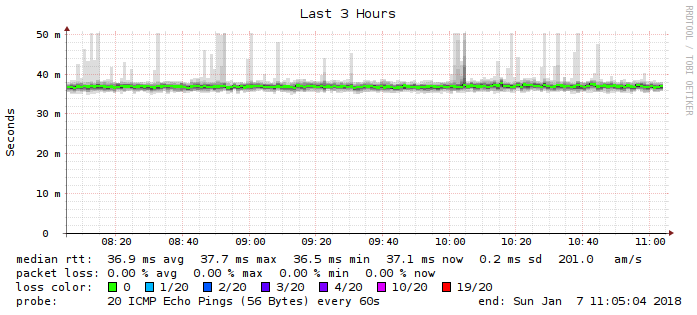 Last 3 Hours
RRDTOOL / TOBI OETIKER
Seconds
50 m
40 m
30 m
20 m
10 m
0
08:20 08:40 09:00 09:20 09:40 10:00 10:20 10:40 11:00
median rtt: 36.9 ms avg 37.7 ms max 36.5 ms min 37.1 ms now 0.2 ms sd 201.0 am/s
packet loss: 0.00 % avg 0.00 % max 0.00 % min 0.00 % now
loss color: 0 1/20 2/20 3/20 4/20 10/20 19/20
probe: 20 ICMP Echo Pings (56 Bytes) every 60s end: Sun Jan 7 11:05:04 2018